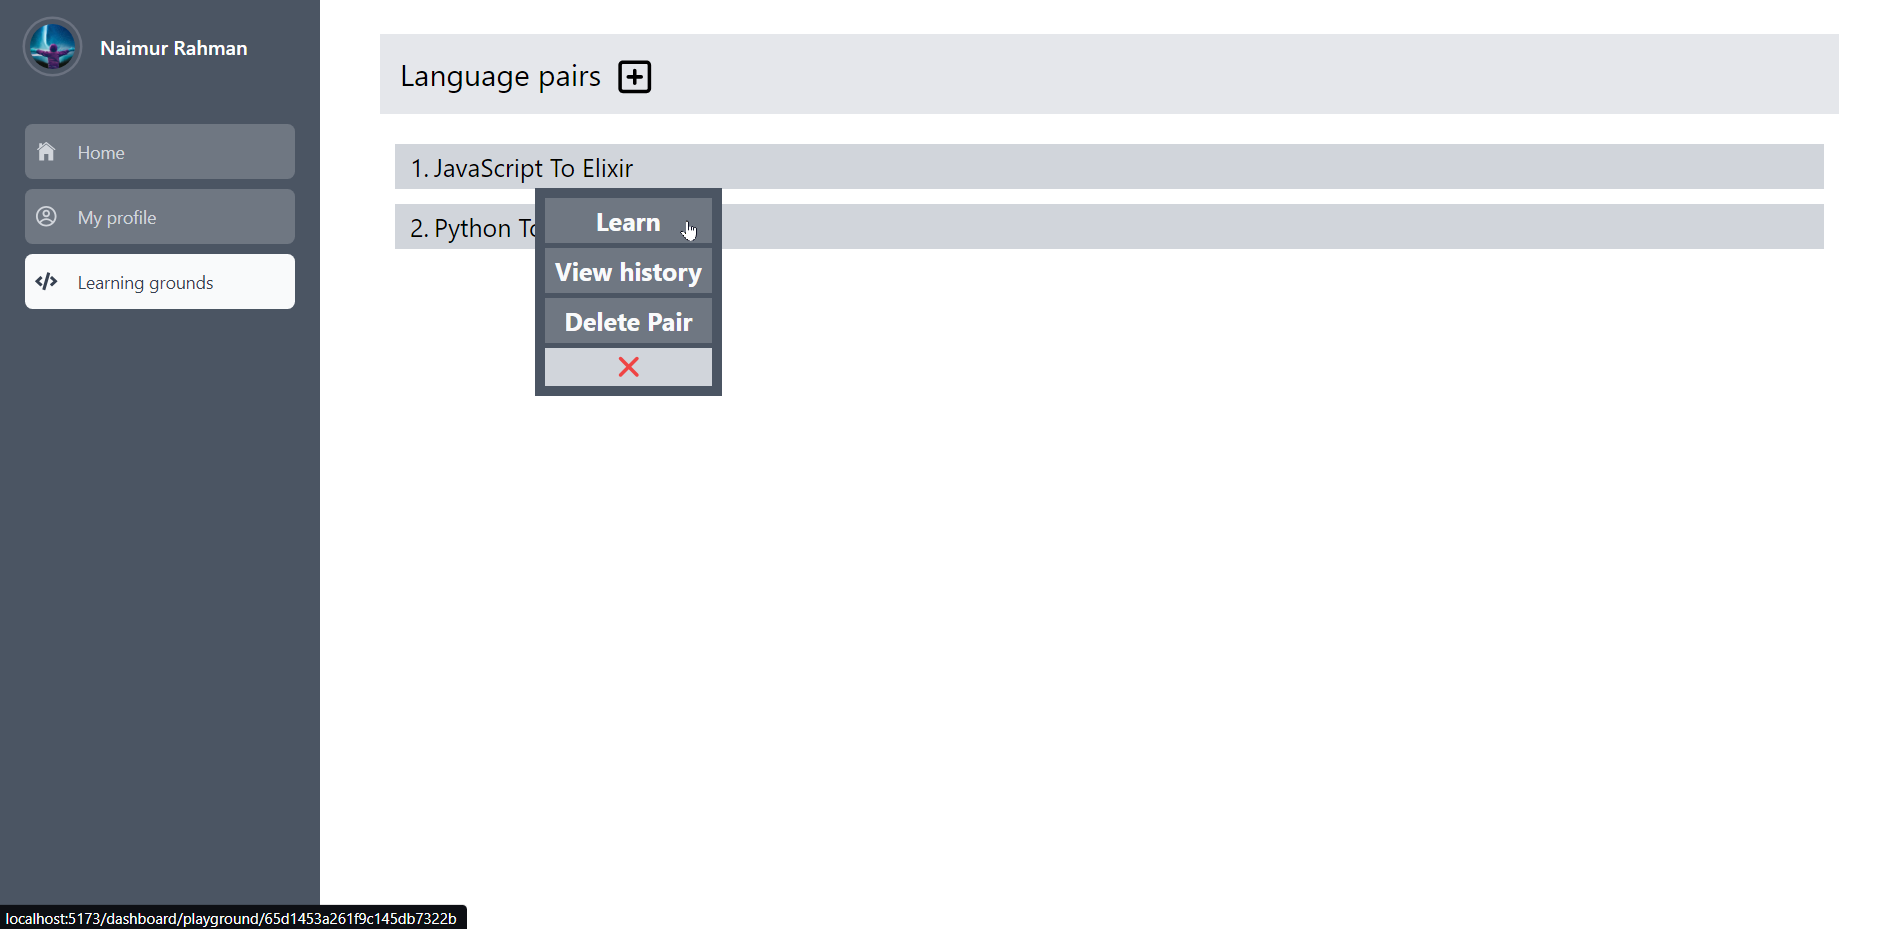 Naimur Rahman
Home
My profile
Learning grounds
Language pairs
1. JavaScript To Elixir
2. Python To
Learn
View history
Delete Pair
localhost:5173/dashboard/playground/65d1453a261f9c145db7322b